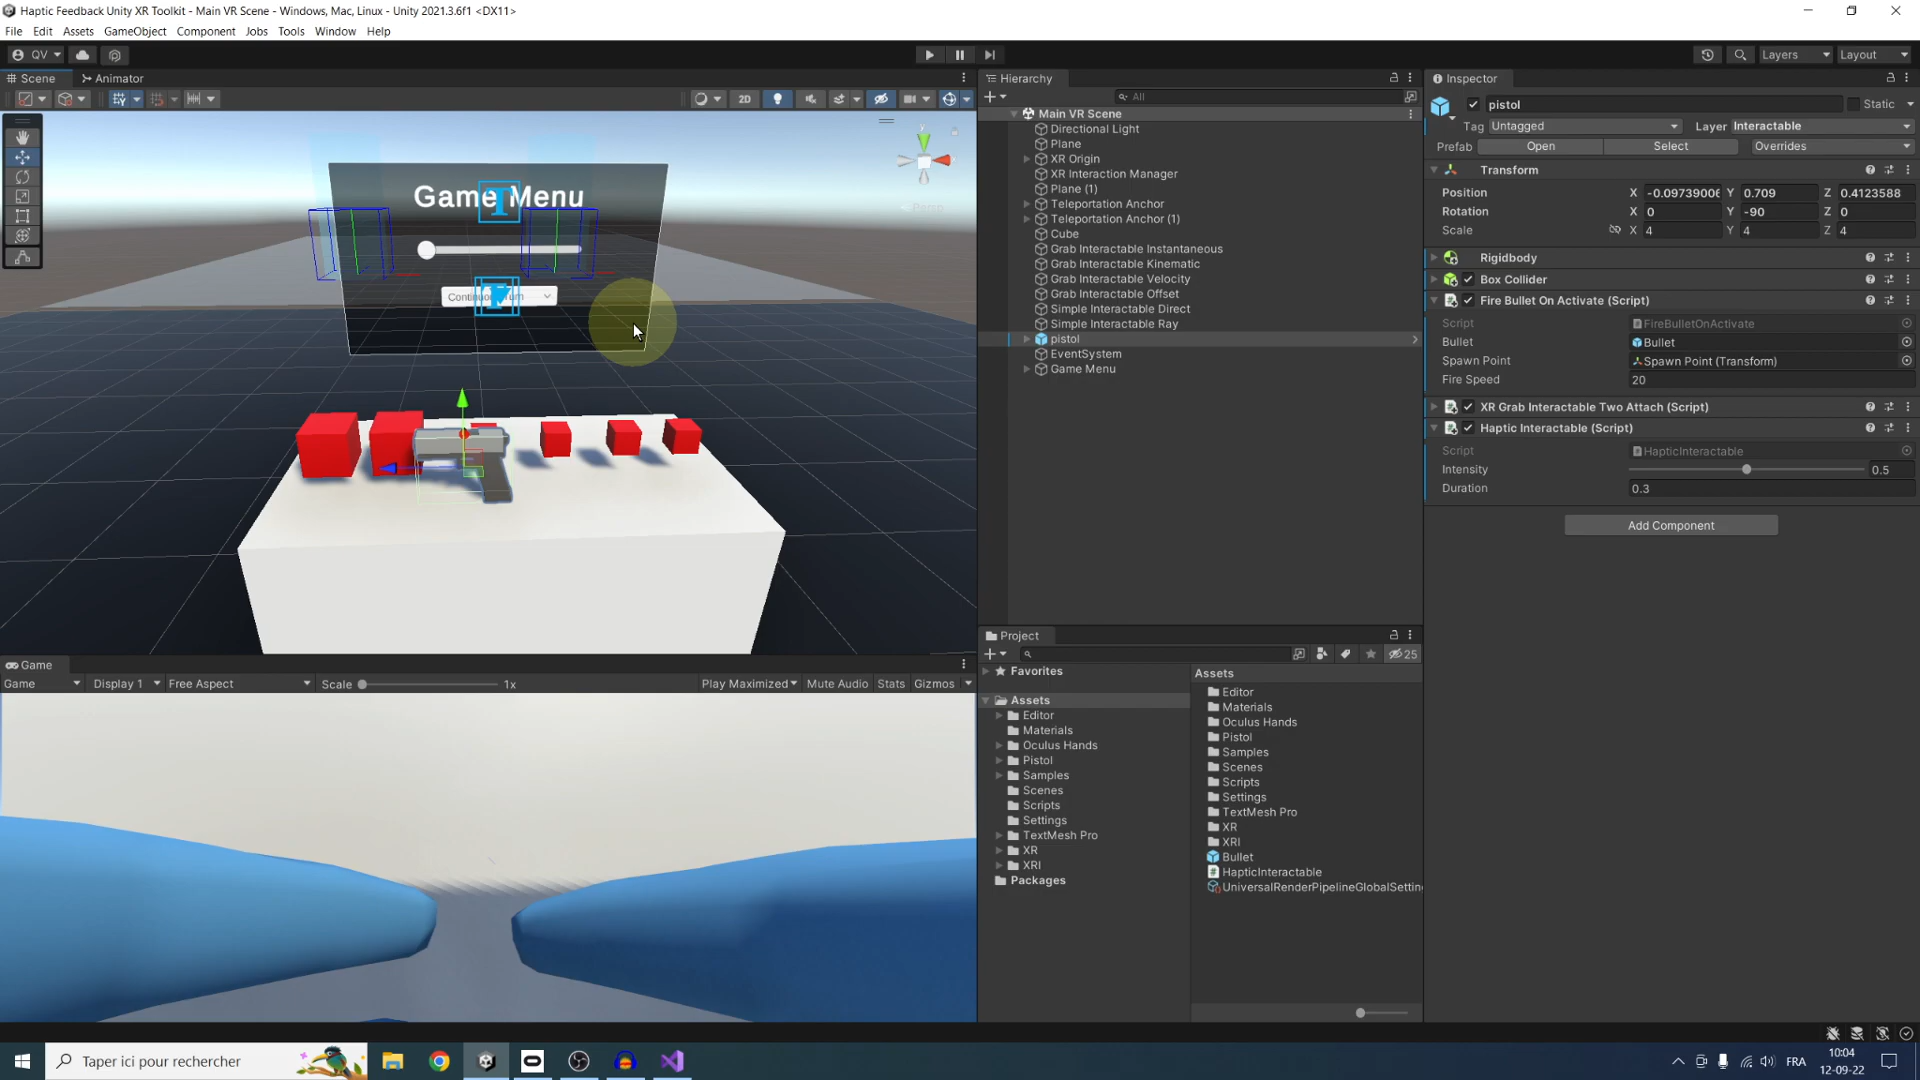 Haptic Feedback Unity XR Toolkit - Main VR Scene - Windows, Mac, Linux - Unity 2021.3.6f1 <DX11>
File Edit Assets GameObject Component Jobs Tools Window Help
QV Layers Layout
Scene Animator
2D
Game Menu
Persp
Game
Game Display 1 Free Aspect Scale 1x Play Maximized Mute Audio Stats Gizmos
Hierarchy
All
Main VR Scene
Directional Light
Plane
XR Origin
XR Interaction Manager
Plane (1)
Teleportation Anchor
Teleportation Anchor (1)
Cube
Grab Interactable Instantaneous
Grab Interactable Kinematic
Grab Interactable Velocity
Grab Interactable Offset
Simple Interactable Direct
Simple Interactable Ray
pistol
EventSystem
Game Menu
Project
25
Favorites
Assets
Editor
Materials
Oculus Hands
Pistol
Samples
Scenes
Scripts
Settings
TextMesh Pro
XR
XRI
Packages
Assets
Editor
Materials
Oculus Hands
Pistol
Samples
Scenes
Scripts
Settings
TextMesh Pro
XR
XRI
Bullet
HapticInteractable
UniversalRenderPipelineGlobalSettin
Inspector
pistol Static
Tag Untagged Layer Interactable
Prefab Open Select Overrides
Transform
Position X -0.0973900 Y 0.709 Z 0.4123588
Rotation X 0 Y -90 Z 0
Scale X 4 Y 4 Z 4
Rigidbody
Box Collider
Fire Bullet On Activate (Script)
Script FireBulletOnActivate
Bullet Bullet
Spawn Point Spawn Point (Transform)
Fire Speed 20
XR Grab Interactable Two Attach (Script)
Haptic Interactable (Script)
Script HapticInteractable
Intensity 0.5
Duration 0.3
Add Component
Taper ici pour rechercher
FRA
10:04
12-09-22